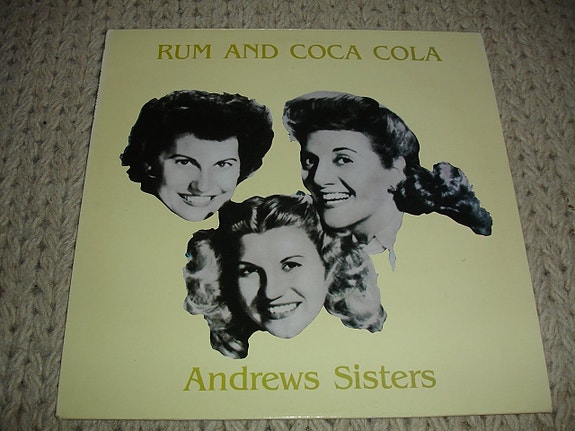 RUM AND COCA COLA
Andrews Sisters